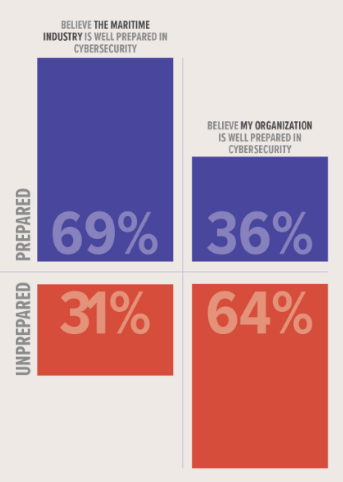 BELIEVE THE MARITIME
INDUSTRY IS WELL PREPARED IN
CYBERSECURITY
BELIEVE MY ORGANIZATION
IS WELL PREPARED IN
CYBERSECURITY
PREPARED
69%
36%
UNPREPARED
31%
64%